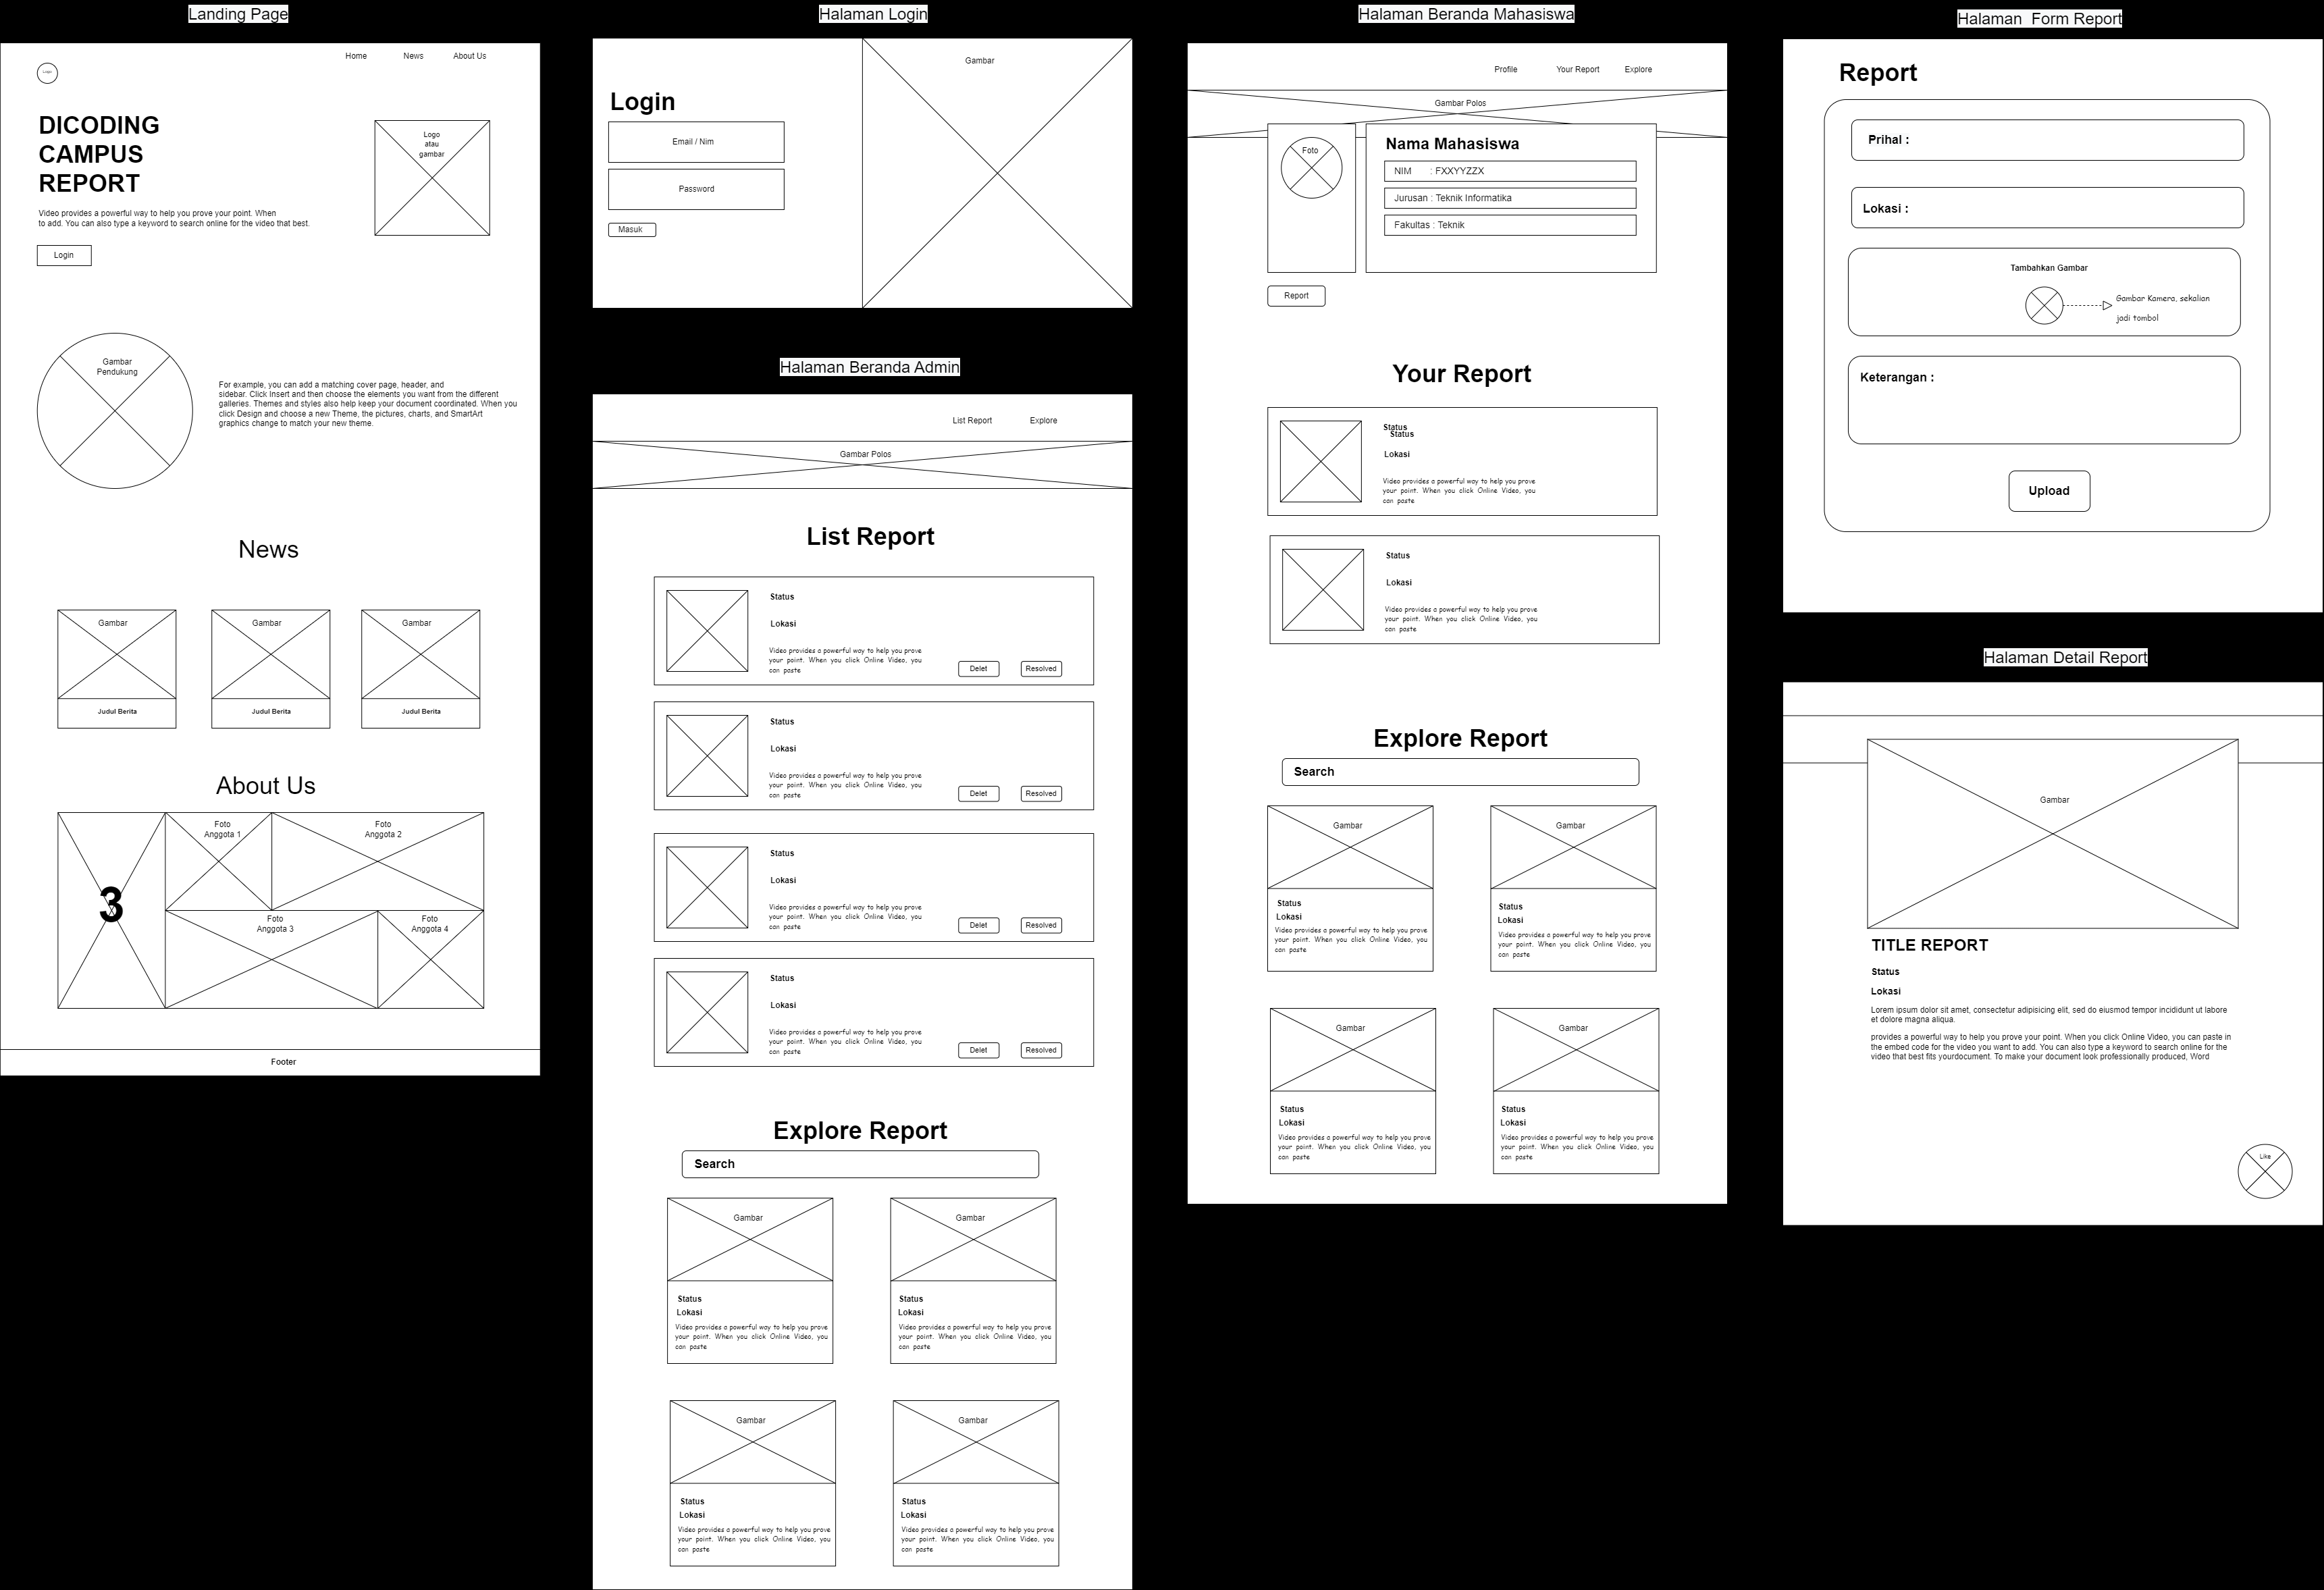 Landing Page
Home
News
About Us
Logo
DICODING
CAMPUS
REPORT
Logo
atau
gambar
Video provides a powerful way to help you prove your point. When
to add. You can also type a keyword to search online for the video that best.
Login
Gambar
Pendukung
For example, you can add a matching cover page, header, and
sidebar. Click Insert and then choose the elements you want from the different
galleries. Themes and styles also help keep your document coordinated. When you
click Design and choose a new Theme, the pictures, charts, and SmartArt
graphics change to match your new theme.
News
Gambar
Judul Berita
Gambar
Judul Berita
Gambar
Judul Berita
About Us
3
Foto
Anggota 1
Foto
Anggota 2
Foto
Anggota 3
Foto
Anggota 4
Footer
Halaman Login
Login
Email / Nim
Password
Masuk
Gambar
Halaman Beranda Admin
List Report
Explore
Gambar Polos
List Report
Status
Lokasi
Video provides a powerful way to help you prove
your point. When you click Online Video, you
can paste
Delet
Resolved
Status
Lokasi
Video provides a powerful way to help you prove
your point. When you click Online Video, you
can paste
Delet
Resolved
Status
Lokasi
Video provides a powerful way to help you prove
your point. When you click Online Video, you
can paste
Delet
Resolved
Status
Lokasi
Video provides a powerful way to help you prove
your point. When you click Online Video, you
can paste
Delet
Resolved
Explore Report
Search
Gambar
Status
Lokasi
Video provides a powerful way to help you prove
your point. When you click Online Video, you
can paste
Gambar
Status
Lokasi
Video provides a powerful way to help you prove
your point. When you click Online Video, you
can paste
Gambar
Status
Lokasi
Video provides a powerful way to help you prove
your point. When you click Online Video, you
can paste
Gambar
Status
Lokasi
Video provides a powerful way to help you prove
your point. When you click Online Video, you
can paste
Halaman Beranda Mahasiswa
Profile
Your Report
Explore
Gambar Polos
Foto
Nama Mahasiswa
NIM : FXXYYZZX
Jurusan : Teknik Informatika
Fakultas : Teknik
Report
Your Report
Status
Status
Lokasi
Video provides a powerful way to help you prove
your point. When you click Online Video, you
can paste
Status
Lokasi
Video provides a powerful way to help you prove
your point. When you click Online Video, you
can paste
Explore Report
Search
Gambar
Status
Lokasi
Video provides a powerful way to help you prove
your point. When you click Online Video, you
can paste
Gambar
Status
Lokasi
Video provides a powerful way to help you prove
your point. When you click Online Video, you
can paste
Gambar
Status
Lokasi
Video provides a powerful way to help you prove
your point. When you click Online Video, you
can paste
Gambar
Status
Lokasi
Video provides a powerful way to help you prove
your point. When you click Online Video, you
can paste
Halaman Form Report
Report
Prihal :
Lokasi :
Tambahkan Gambar
Gambar Kamera, sekalian
jadi tombol
Keterangan :
Upload
Halaman Detail Report
Gambar
TITLE REPORT
Status
Lokasi
Lorem ipsum dolor sit amet, consectetur adipisicing elit, sed do eiusmod tempor incididunt ut labore
et dolore magna aliqua.
provides a powerful way to help you prove your point. When you click Online Video, you can paste in
the embed code for the video you want to add. You can also type a keyword to search online for the
video that best fits yourdocument. To make your document look professionally produced, Word
Like